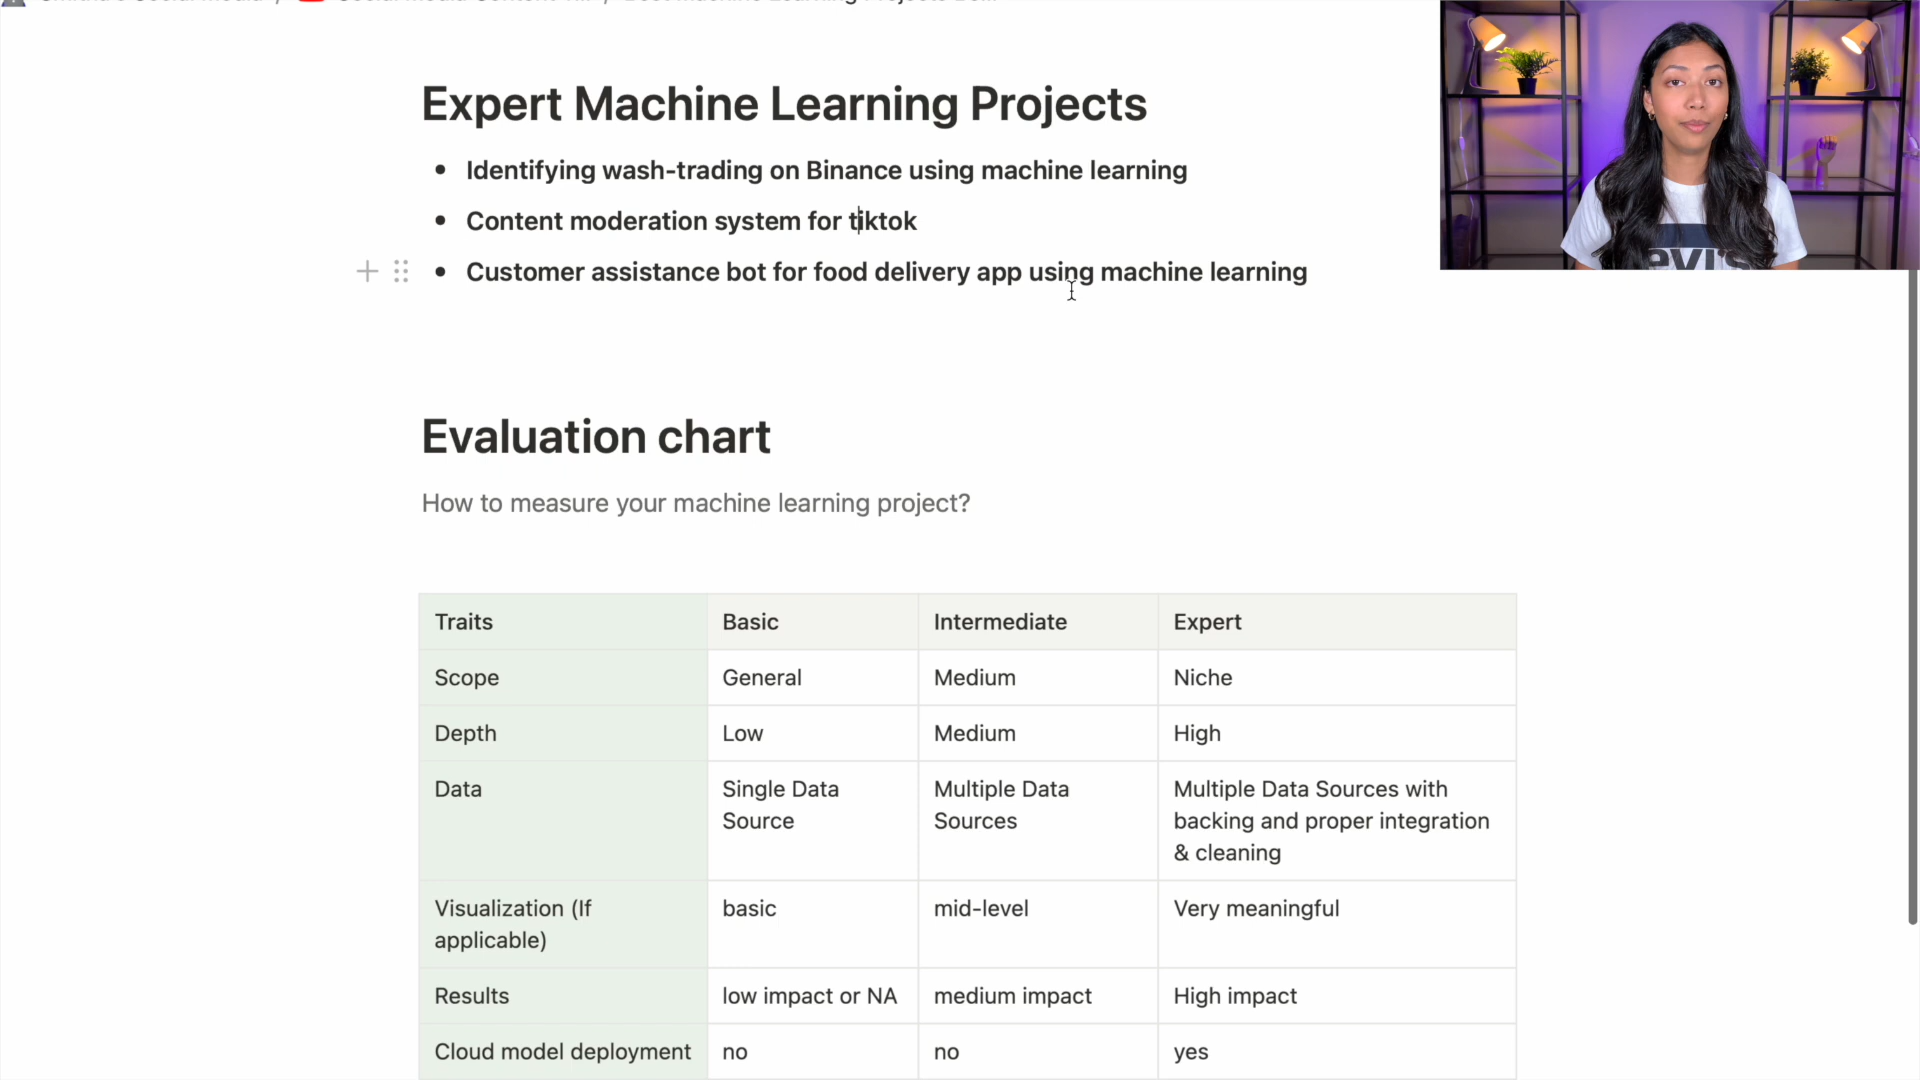 Expert Machine Learning Projects
Identifying wash-trading on Binance using machine learning
Content moderation system for tiktok
Customer assistance bot for food delivery app using machine learning
Evaluation chart
How to measure your machine learning project?
Traits Basic Intermediate Expert
Scope General Medium Niche
Depth Low Medium High
Data Single Data Source Multiple Data Sources Multiple Data Sources with backing and proper integration & cleaning
Visualization (If applicable) basic mid-level Very meaningful
Results low impact or NA medium impact High impact
Cloud model deployment no no yes